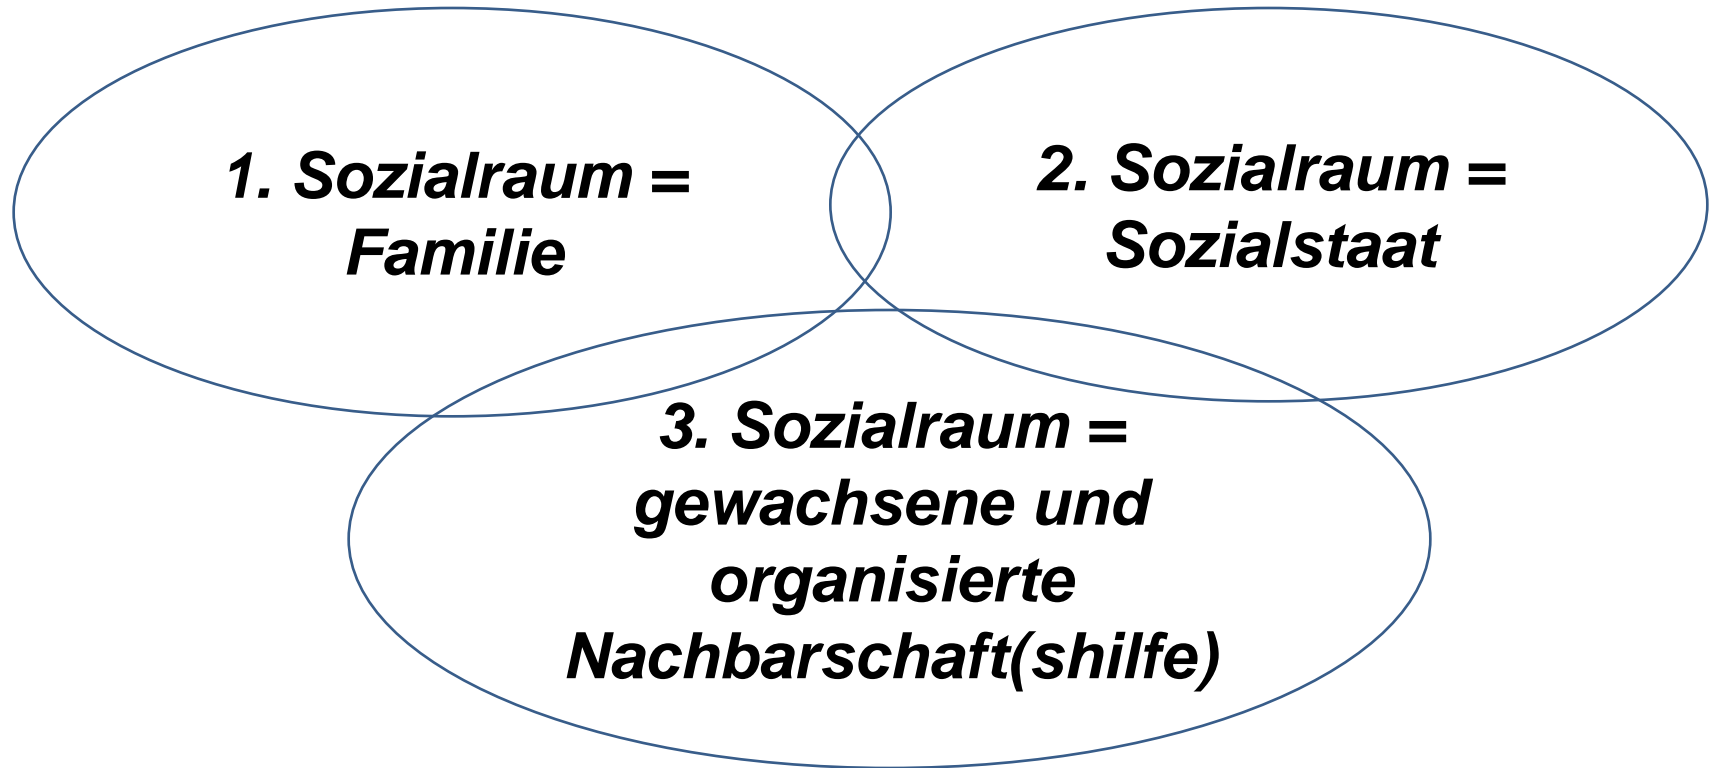 1. Sozialraum =
Familie
2. Sozialraum =
Sozialstaat
3. Sozialraum =
gewachsene und
organisierte
Nachbarschaft(shilfe)